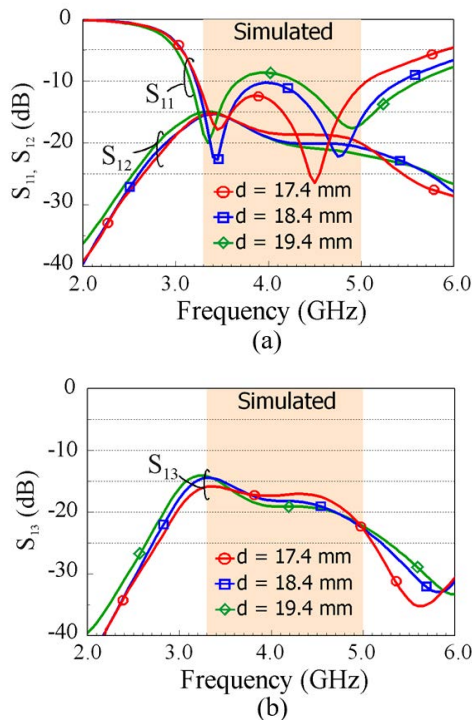 0
Simulated
-10
S11
-20
S12
-30
d = 17.4 mm
d = 18.4 mm
d = 19.4 mm
-40
2.0 3.0 4.0 5.0 6.0
S11, S12 (dB)
Frequency (GHz)
(a)
0
Simulated
-10
S13
-20
-30
d = 17.4 mm
d = 18.4 mm
d = 19.4 mm
-40
2.0 3.0 4.0 5.0 6.0
S13 (dB)
Frequency (GHz)
(b)